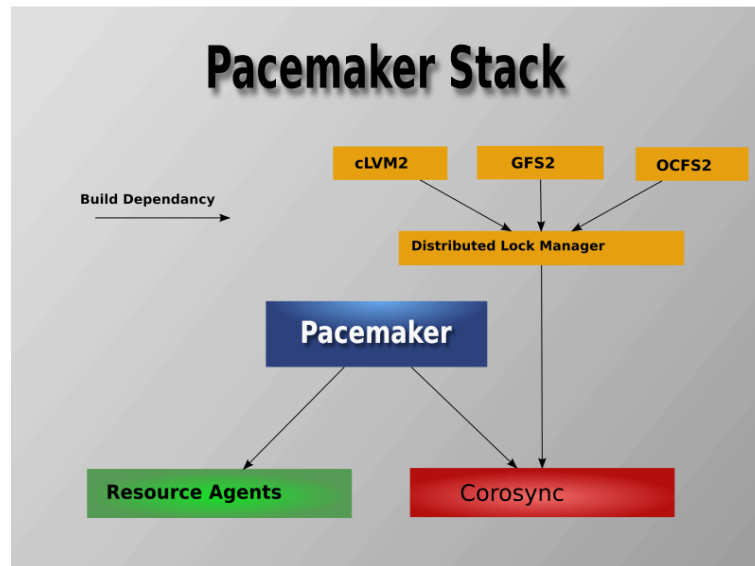 Pacemaker Stack
cLVM2
GFS2
OCFS2
Build Dependancy
Distributed Lock Manager
Pacemaker
Resource Agents
Corosync